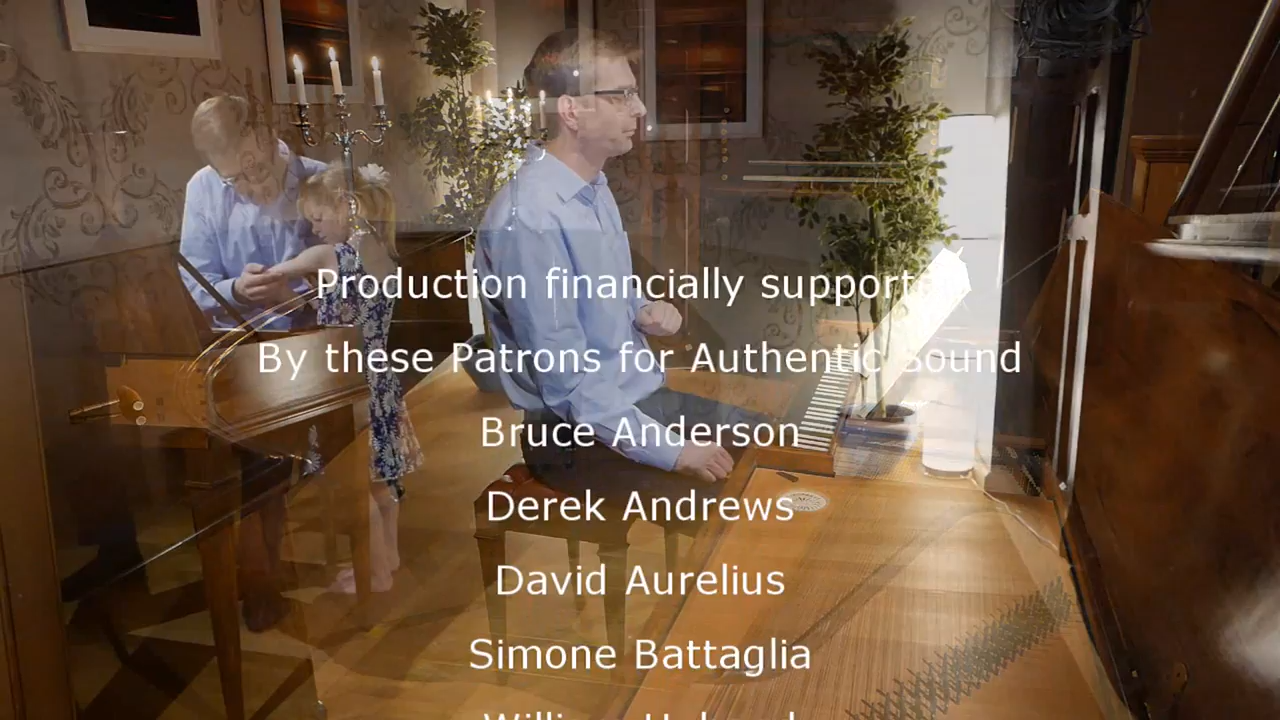 Production financially supported
By these Patrons for Authentic Sound
Bruce Anderson
Derek Andrews
David Aurelius
Simone Battaglia